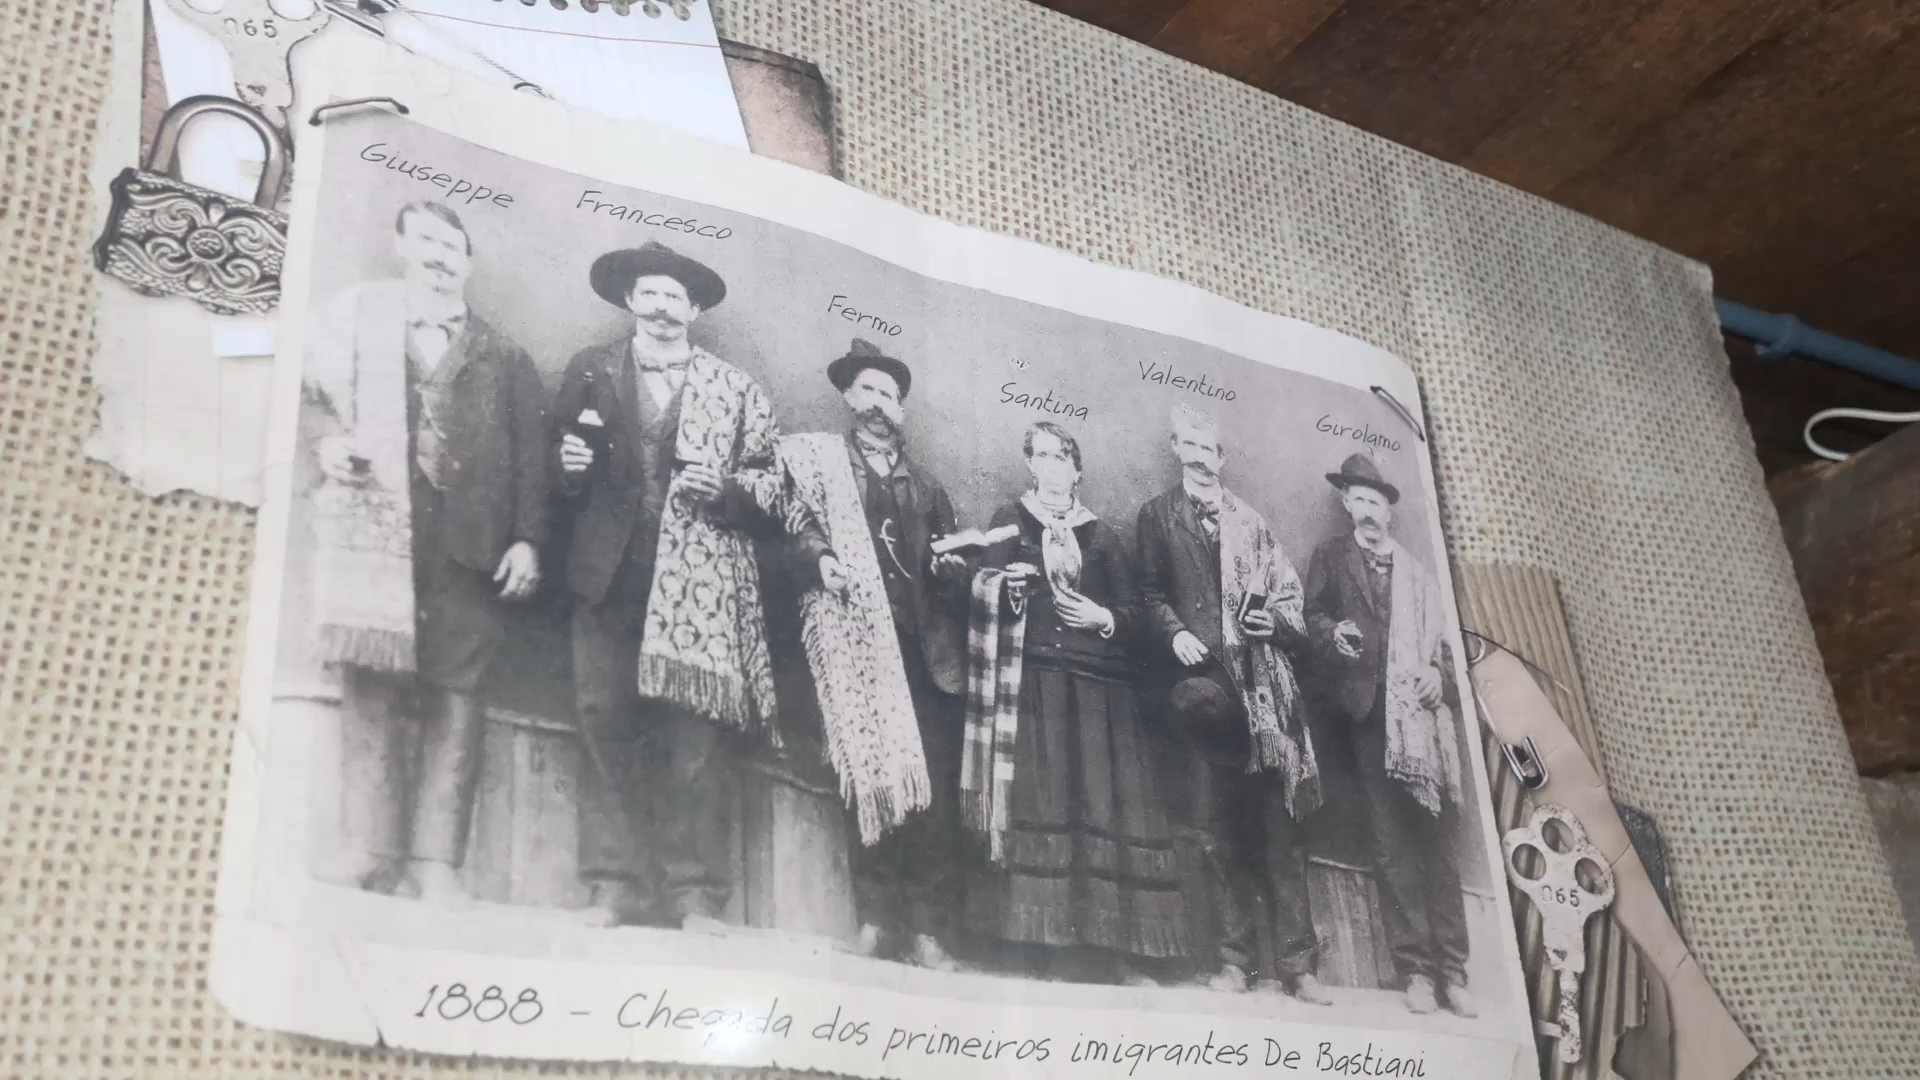 065
Giuseppe
Francesco
Fermo
Santina
Valentino
Girolamo
065
1888 - Chegada dos primeiros imigrantes De Bastiani